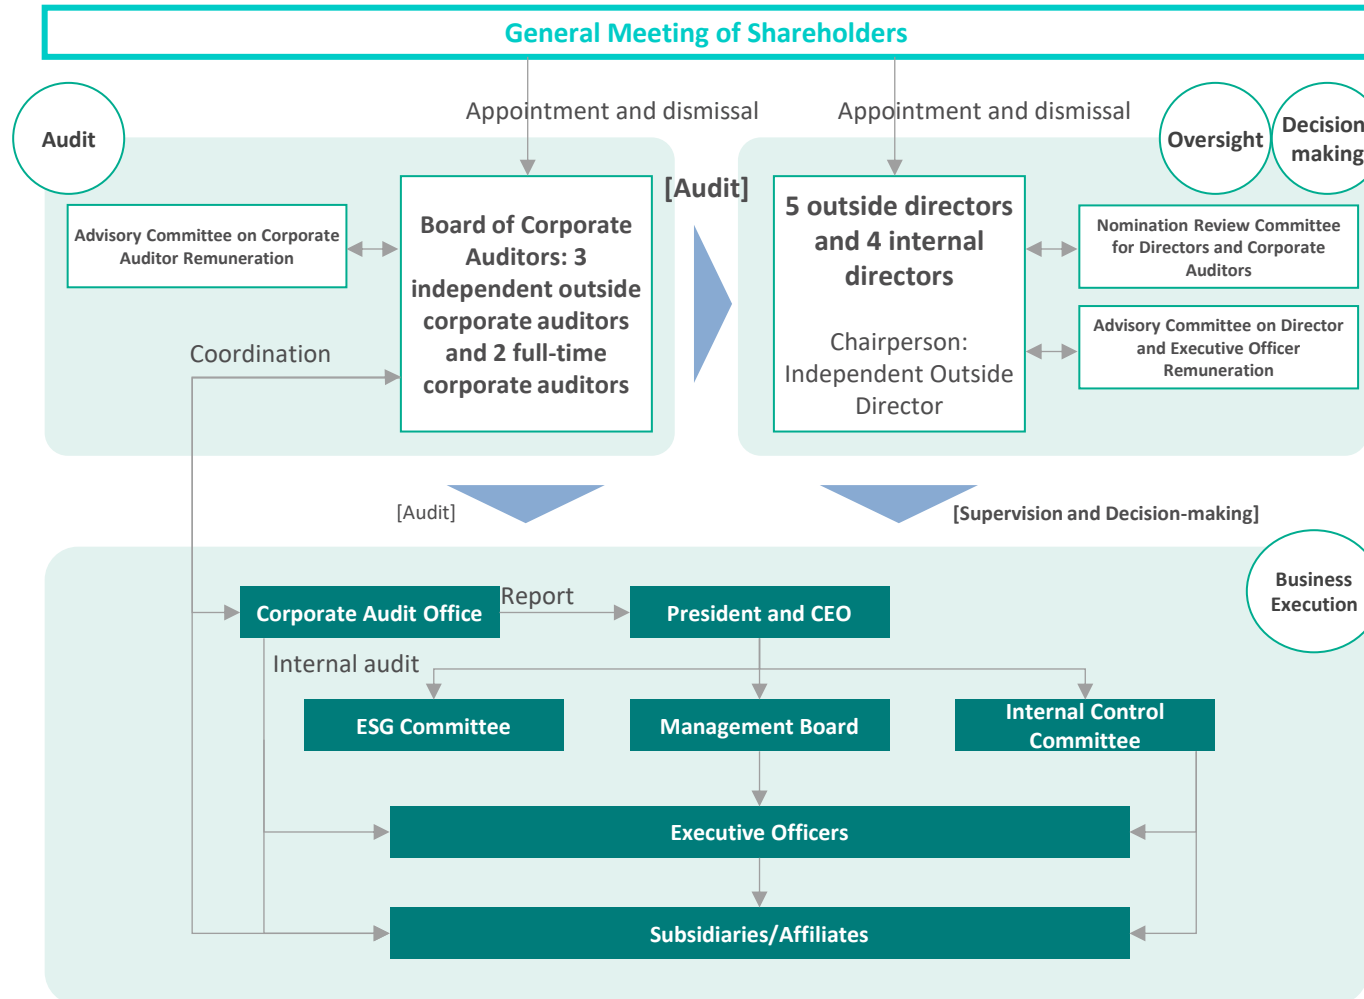 General Meeting of Shareholders
Appointment and dismissal
Appointment and dismissal
Audit
Oversight
Decision-
making
[Audit]
Advisory Committee on Corporate
Auditor Remuneration
Board of Corporate
Auditors: 3
independent outside
corporate auditors
and 2 full-time
corporate auditors
5 outside directors
and 4 internal
directors
Chairperson:
Independent Outside
Director
Nomination Review Committee
for Directors and Corporate
Auditors
Advisory Committee on Director
and Executive Officer
Remuneration
Coordination
[Audit]
[Supervision and Decision-making]
Business
Execution
Corporate Audit Office
Report
President and CEO
Internal audit
ESG Committee
Management Board
Internal Control
Committee
Executive Officers
Subsidiaries/Affiliates